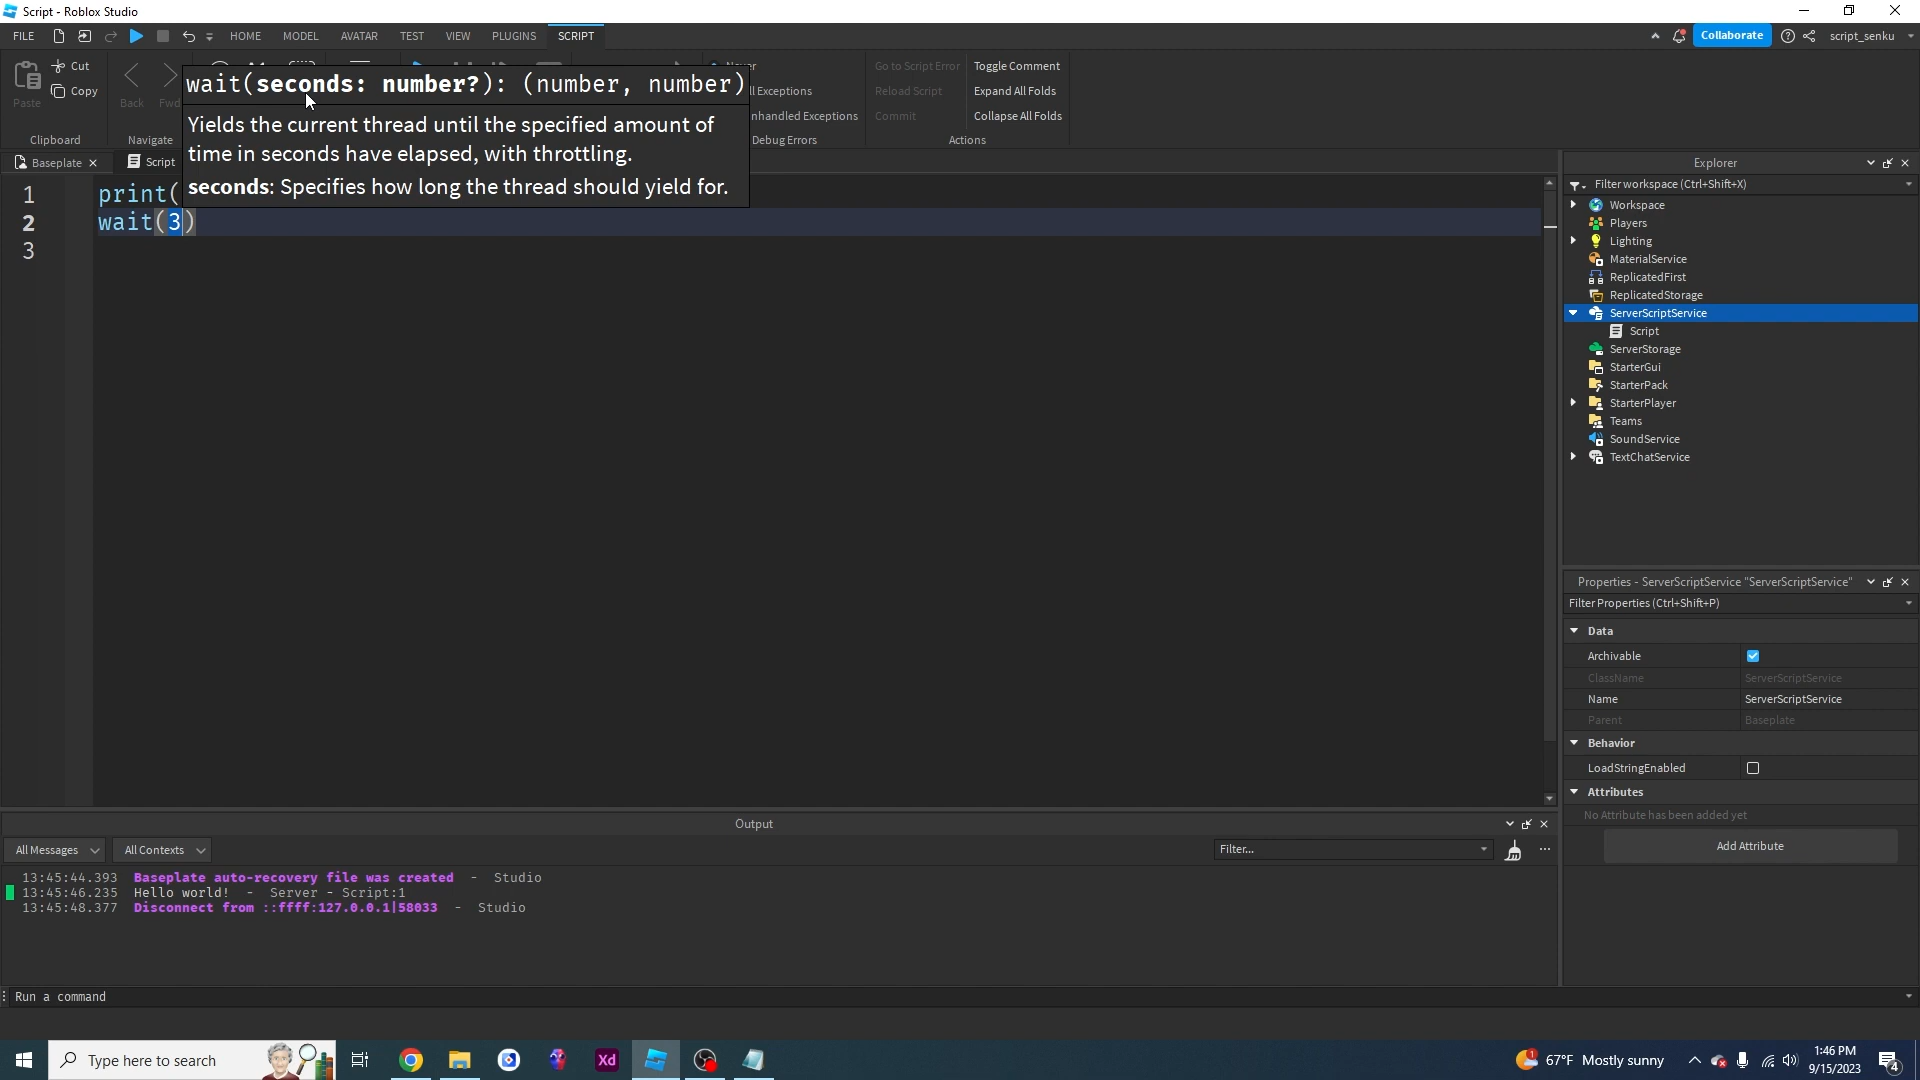 Script - Roblox Studio
FILE HOME MODEL AVATAR TEST VIEW PLUGINS SCRIPT Collaborate script_senku
Paste Cut Copy
Clipboard
Back Fwd
Navigate
wait(seconds: number?): (number, number)
Yields the current thread until the specified amount of
time in seconds have elapsed, with throttling.
seconds: Specifies how long the thread should yield for.
Never
ll Exceptions
nhandled Exceptions
Debug Errors
Go to Script Error Toggle Comment
Reload Script Expand All Folds
Commit Collapse All Folds
Actions
Baseplate Script
1 print(
2 wait(3)
3
Explorer
Filter workspace (Ctrl+Shift+X)
Workspace
Players
Lighting
MaterialService
ReplicatedFirst
ReplicatedStorage
ServerScriptService
Script
ServerStorage
StarterGui
StarterPack
StarterPlayer
Teams
SoundService
TextChatService
Properties - ServerScriptService "ServerScriptService"
Filter Properties (Ctrl+Shift+P)
Data
Archivable
ClassName ServerScriptService
Name ServerScriptService
Parent Baseplate
Behavior
LoadStringEnabled
Attributes
No Attribute has been added yet
Add Attribute
Output
All Messages All Contexts Filter...
13:45:44.393 Baseplate auto-recovery file was created - Studio
13:45:46.235 Hello world! - Server - Script:1
13:45:48.377 Disconnect from ::ffff:127.0.0.1|58033 - Studio
Run a command
Type here to search
Xd
1 67°F Mostly sunny
1:46 PM
9/15/2023
4